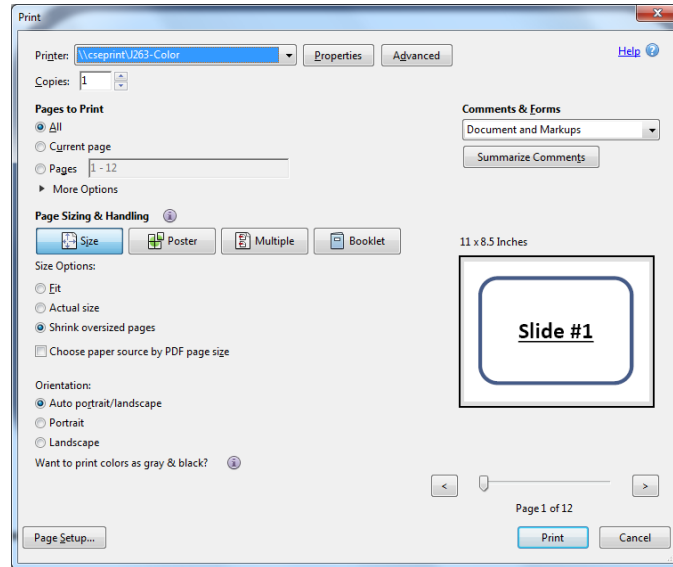 Print
Printer: \\cseprint\J263-Color Properties Advanced Help
Copies: 1
Pages to Print
All
Current page
Pages 1 - 12
More Options
Comments & Forms
Document and Markups
Summarize Comments
Page Sizing & Handling
Size Poster Multiple Booklet
Size Options:
Fit
Actual size
Shrink oversized pages
Choose paper source by PDF page size
Orientation:
Auto portrait/landscape
Portrait
Landscape
Want to print colors as gray & black?
11 x 8.5 Inches
Slide #1
< >
Page 1 of 12
Page Setup... Print Cancel